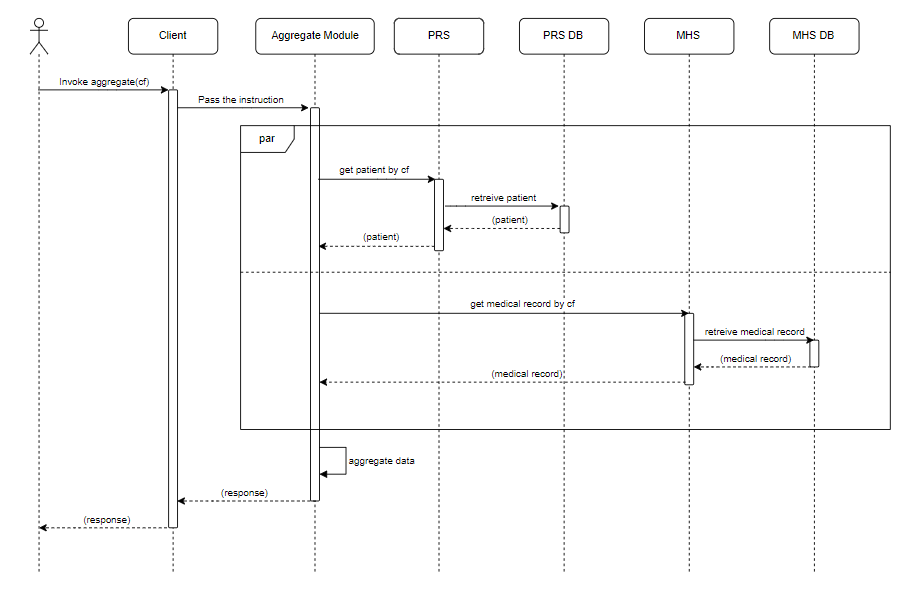 Client
Aggregate Module
PRS
PRS DB
MHS
MHS DB
Invoke aggregate(cf)
Pass the instruction
par
get patient by cf
retreive patient
(patient)
(patient)
get medical record by cf
retreive medical record
(medical record)
(medical record)
aggregate data
(response)
(response)